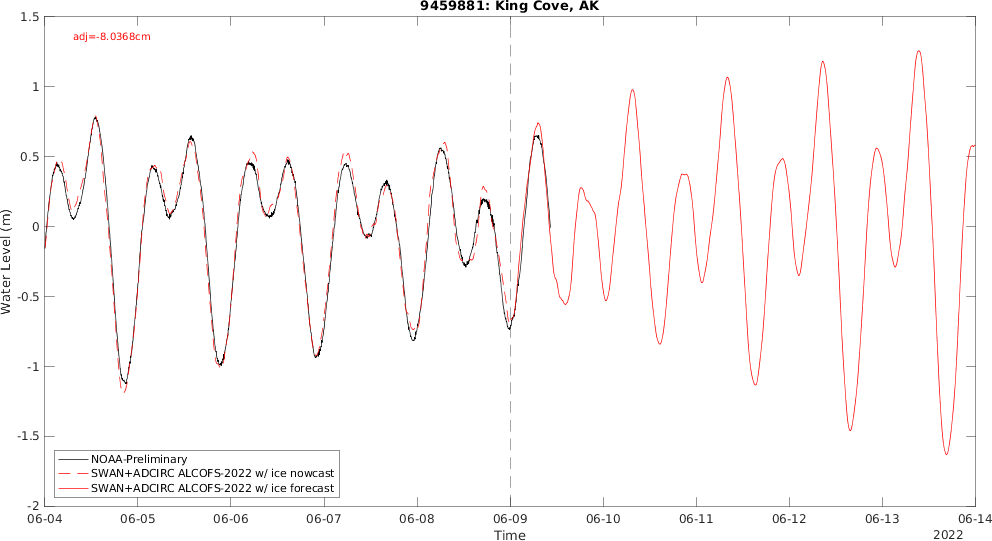 9459881: King Cove, AK
adj=-8.0368cm
Water Level (m)
1.5
1
0.5
0
-0.5
-1
-1.5
-2
NOAA-Preliminary
SWAN+ADCIRC ALCOFS-2022 w/ ice nowcast
SWAN+ADCIRC ALCOFS-2022 w/ ice forecast
06-04 06-05 06-06 06-07 06-08 06-09 06-10 06-11 06-12 06-13 06-14
Time
2022